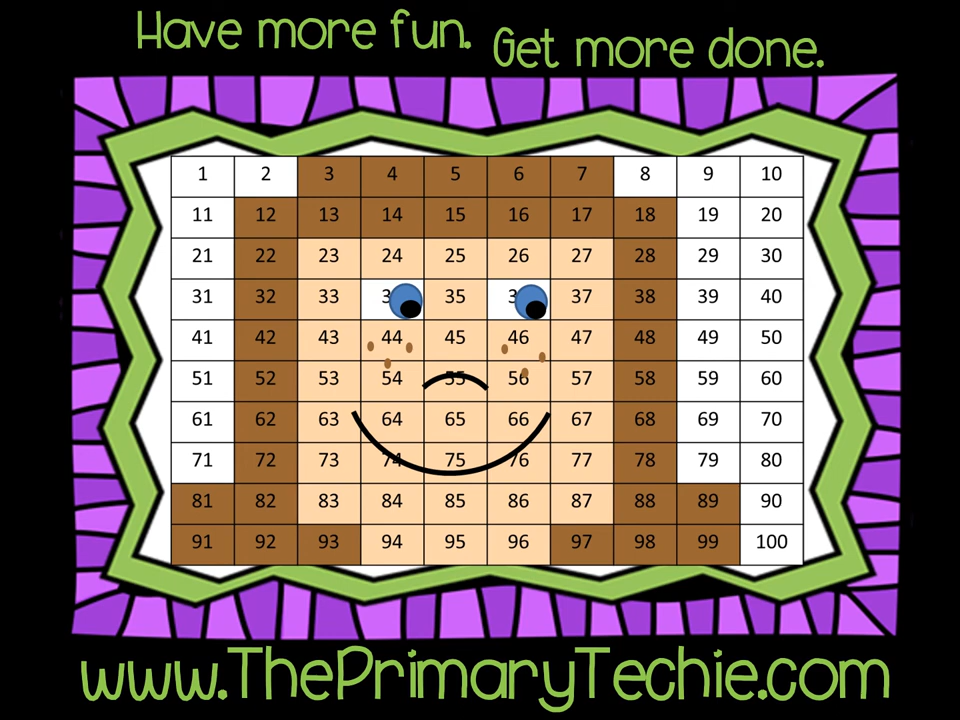 Have more fun. Get more done.
1 2 3 4 5 6 7 8 9 10
11 12 13 14 15 16 17 18 19 20
21 22 23 24 25 26 27 28 29 30
31 32 33 3 35 3 37 38 39 40
41 42 43 44 45 46 47 48 49 50
51 52 53 54 55 56 57 58 59 60
61 62 63 64 65 66 67 68 69 70
71 72 73 74 75 76 77 78 79 80
81 82 83 84 85 86 87 88 89 90
91 92 93 94 95 96 97 98 99 100
www.ThePrimaryTechie.com